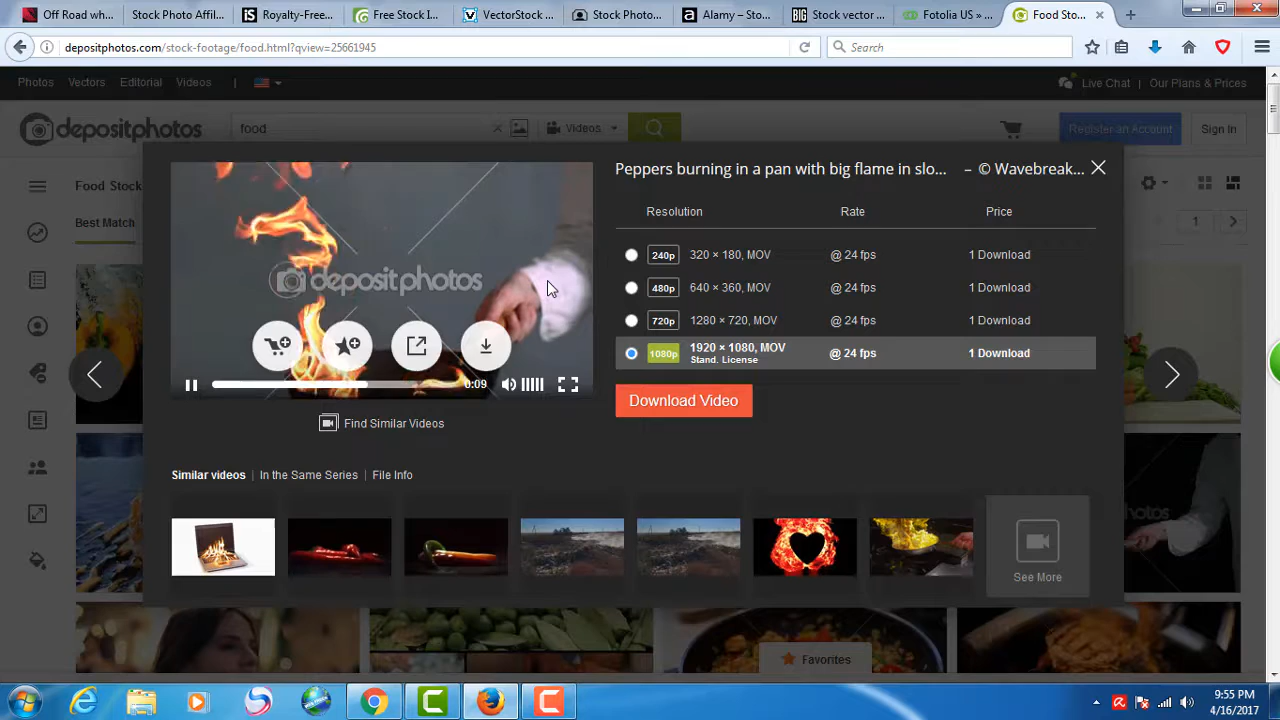 Off Road wh...
Stock Photo Affil...
iS Royalty-Free...
Free Stock I...
VectorStock ...
Stock Photo...
a Alamy – Sto...
BIG Stock vector ...
Fotolia US » ...
Food Sto...
depositphotos.com/stock-footage/food.html?qview=25661945
Search
Photos
Vectors
Editorial
Videos
Live Chat
Our Plans & Prices
depositphotos
food
Videos
Register an Account
Sign In
Food Stock
Best Match
1
Peppers burning in a pan with big flame in slo... – © Wavebreak...
Resolution Rate Price
240p 320 × 180, MOV @ 24 fps 1 Download
480p 640 × 360, MOV @ 24 fps 1 Download
720p 1280 × 720, MOV @ 24 fps 1 Download
1080p 1920 × 1080, MOV @ 24 fps 1 Download
Stand. License
depositphotos
0:09
Download Video
Find Similar Videos
Similar videos
In the Same Series
File Info
See More
Favorites
9:55 PM
4/16/2017